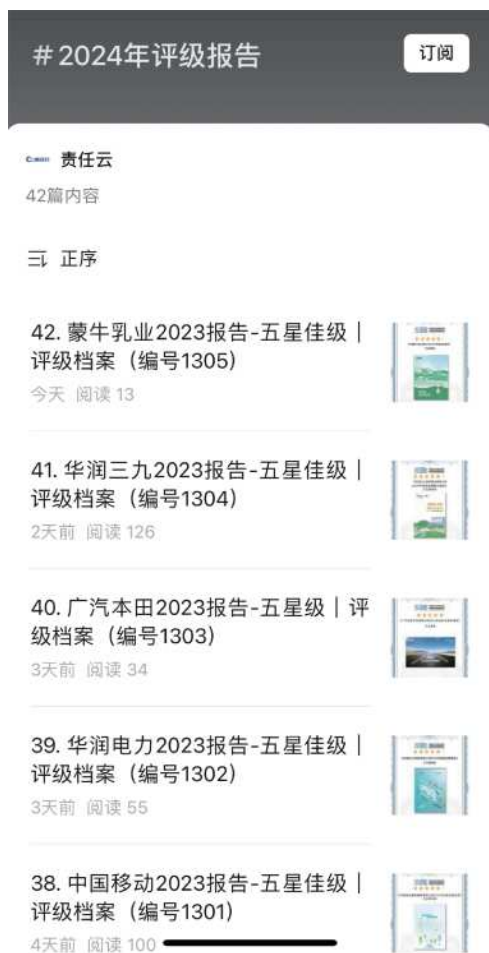 #2024年评级报告
订阅
责任云
42篇内容
正序
42. 蒙牛乳业2023报告-五星佳级｜
评级档案（编号1305）
今天 阅读 13
41. 华润三九2023报告-五星佳级｜
评级档案（编号1304）
2天前 阅读 126
40. 广汽本田2023报告-五星级｜评
级档案（编号1303）
3天前 阅读 34
39. 华润电力2023报告-五星佳级｜
评级档案（编号1302）
3天前 阅读 55
38. 中国移动2023报告-五星佳级｜
评级档案（编号1301）
4天前 阅读 100